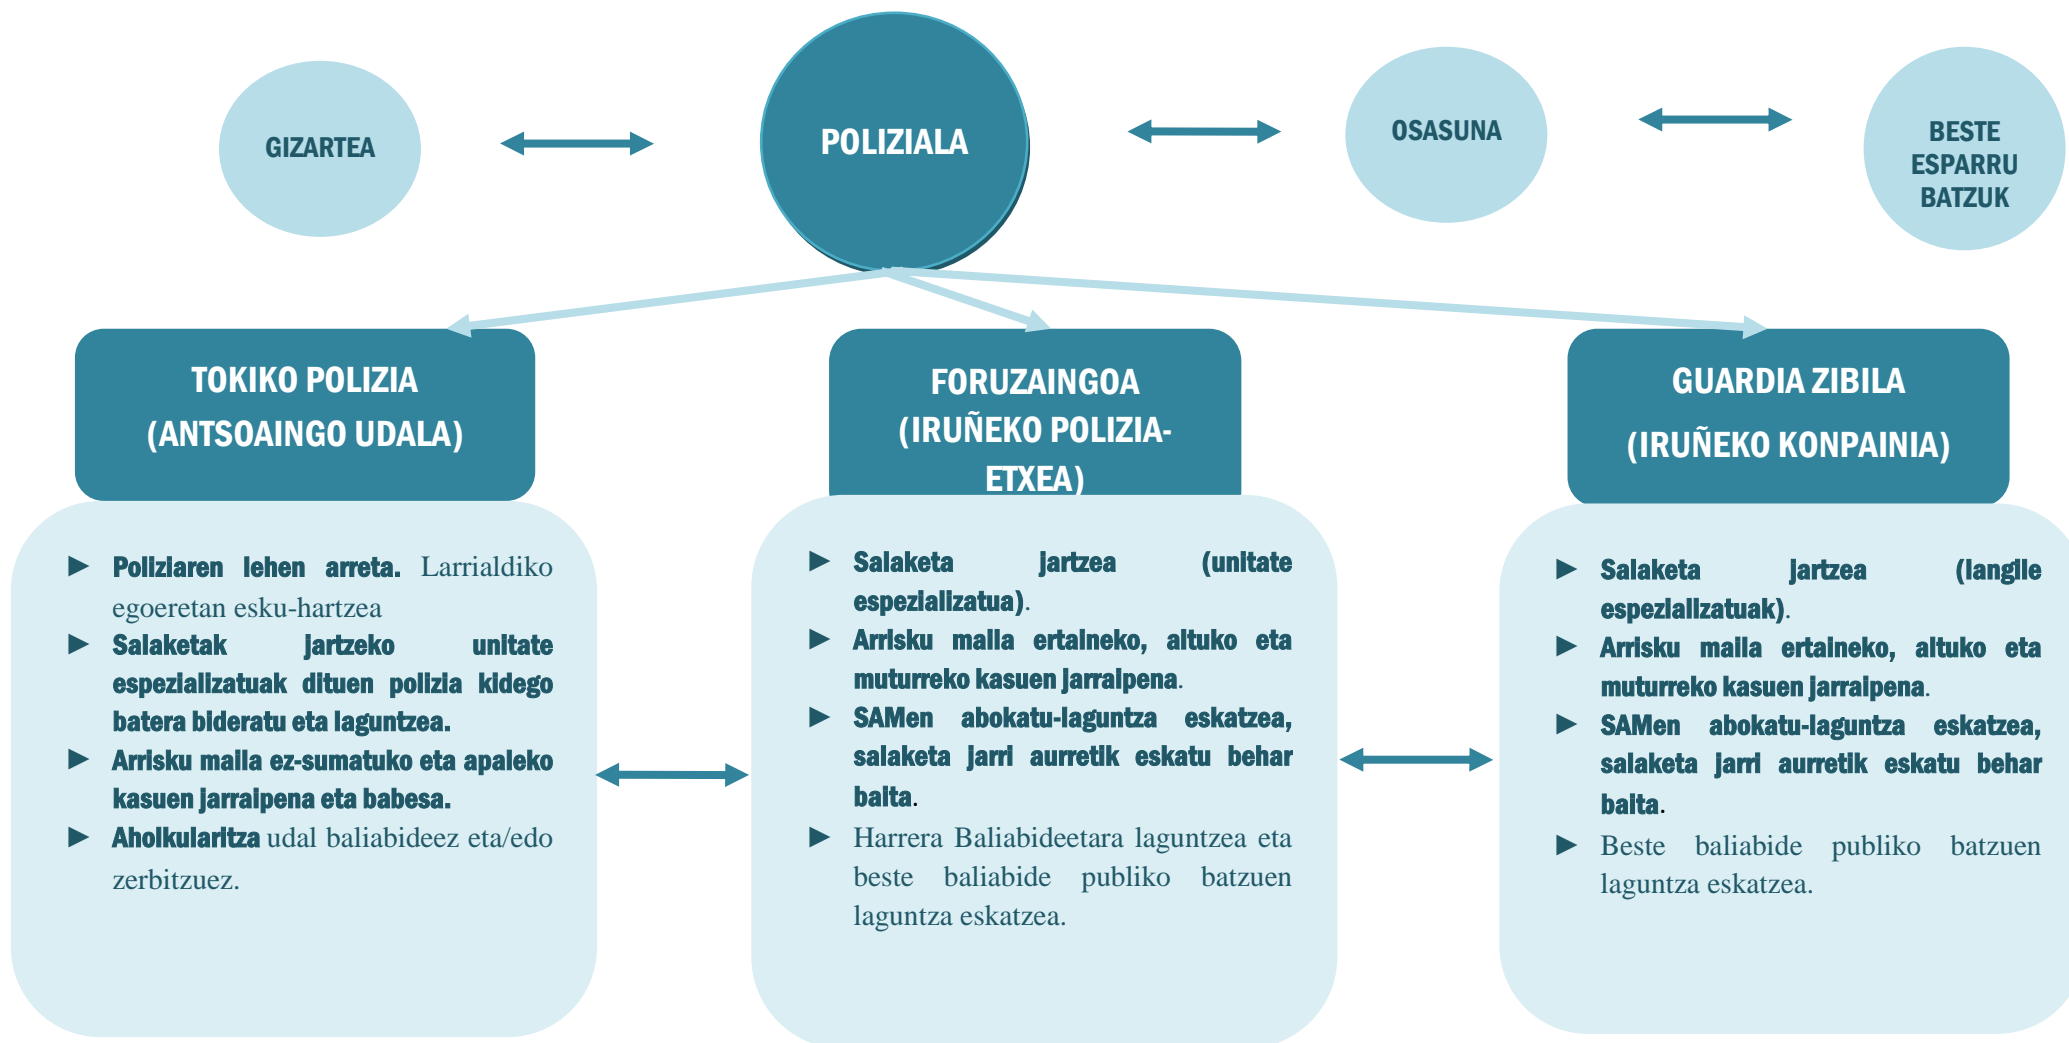 GIZARTEA
POLIZIALA
OSASUNA
BESTE
ESPARRU
BATZUK
TOKIKO POLIZIA
(ANTSOAINGO UDALA)
► Poliziaren lehen arreta. Larrialdiko
egoeretan esku-hartzea
► Salaketak jartzeko unitate
espezializatuak dituen polizia kidego
batera bideratu eta laguntzea.
► Arrisku maila ez-sumatuko eta apaleko
kasuen jarraipena eta babesa.
► Aholkularitza udal baliabideez eta/edo
zerbitzuez.
FORUZAINGOA
(IRUÑEKO POLIZIA-
ETXEA)
► Salaketa jartzea (unitate
espezializatua).
► Arrisku maila ertaineko, altuko eta
muturreko kasuen jarraipena.
► SAMen abokatu-laguntza eskatzea,
salaketa jarri aurretik eskatu behar
baita.
► Harrera Baliabideetara laguntzea eta
beste baliabide publiko batzuen
laguntza eskatzea.
GUARDIA ZIBILA
(IRUÑEKO KONPAINIA)
► Salaketa jartzea (langile
espezializatuak).
► Arrisku maila ertaineko, altuko eta
muturreko kasuen jarraipena.
► SAMen abokatu-laguntza eskatzea,
salaketa jarri aurretik eskatu behar
baita.
► Beste baliabide publiko batzuen
laguntza eskatzea.